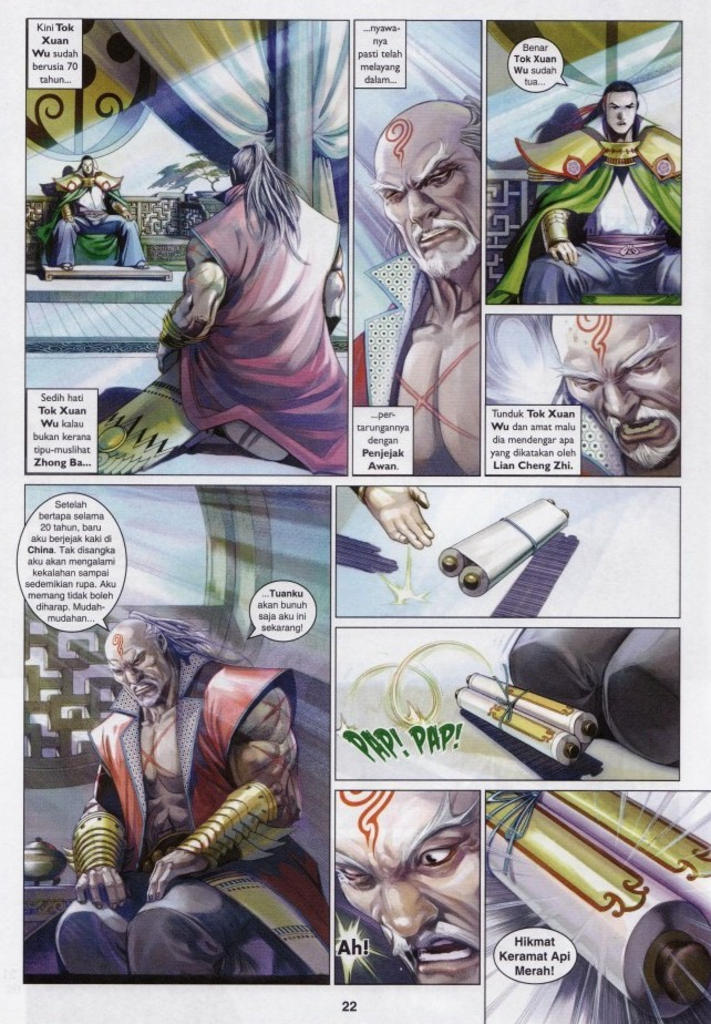 Kini Tok
Xuan
Wu sudah
berusia 70
tahun...
Sedih hati
Tok Xuan
Wu kalau
bukan kerana
tipu-muslihat
Zhong Ba...
...nyawa-
nya
pasti telah
melayang
dalam...
...per-
tarungannya
dengan
Penjejak
Awan.
Benar
Tok Xuan
Wu sudah
tua...
Tunduk Tok Xuan
Wu dan amat malu
dia mendengar apa
yang dikatakan oleh
Lian Cheng Zhi.
Setelah
bertapa selama
20 tahun, baru
aku berjejak kaki di
China. Tak disangka
aku akan mengalami
kekalahan sampai
sedemikian rupa. Aku
memang tidak boleh
diharap. Mudah-
mudahan...
...Tuanku
akan bunuh
saja aku ini
sekarang!
PAP! PAP!
Ah!
Hikmat
Keramat Api
Merah!
22